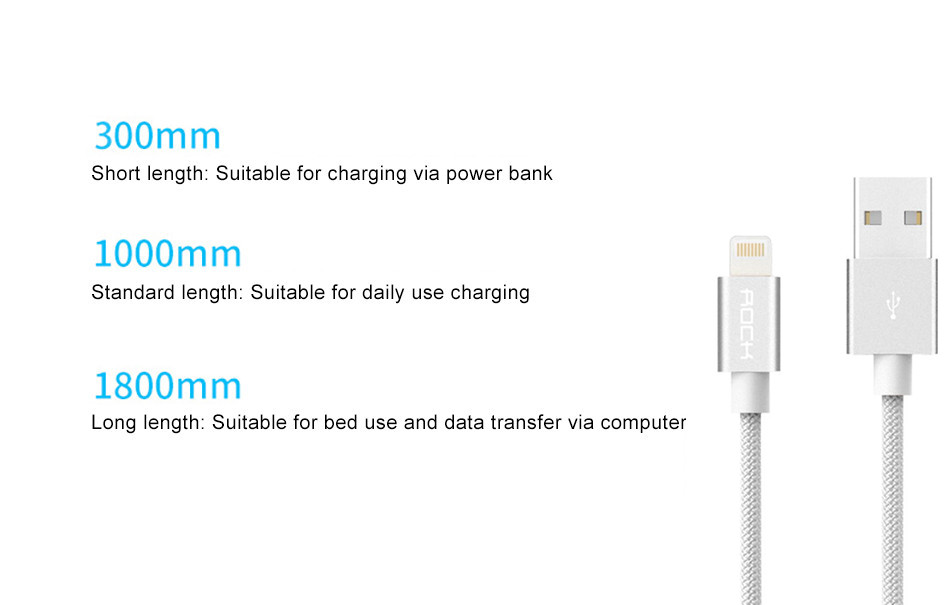 300mm
Short length: Suitable for charging via power bank
1000mm
Standard length: Suitable for daily use charging
1800mm
Long length: Suitable for bed use and data transfer via computer
ROCK